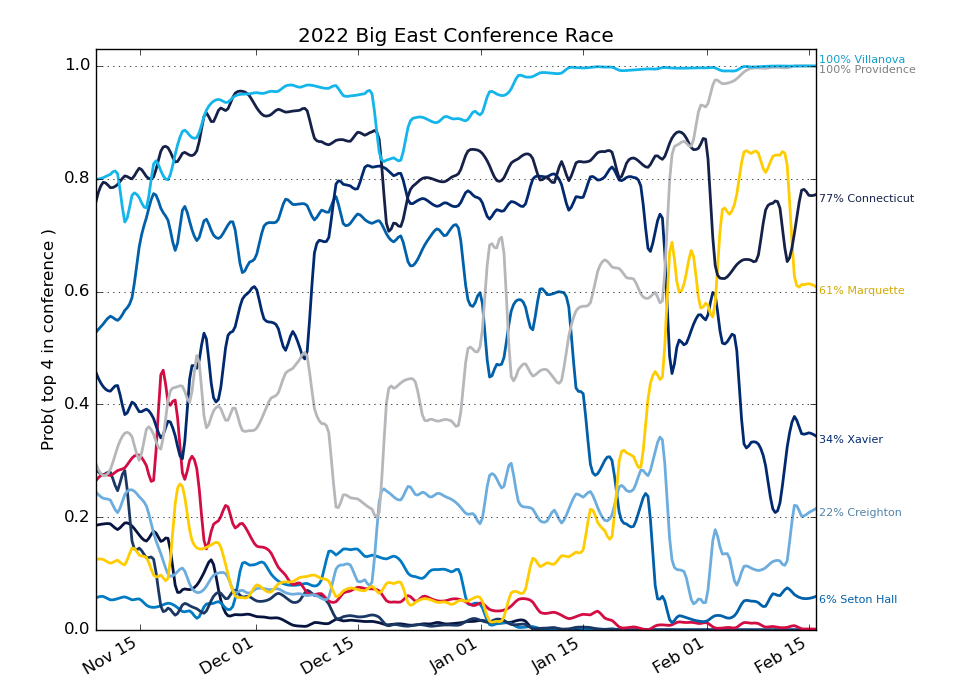 2022 Big East Conference Race
Prob( top 4 in conference )
1.0
0.8
0.6
0.4
0.2
0.0
Nov 15
Dec 01
Dec 15
Jan 01
Jan 15
Feb 01
Feb 15
100% Villanova
100% Providence
77% Connecticut
61% Marquette
34% Xavier
22% Creighton
6% Seton Hall